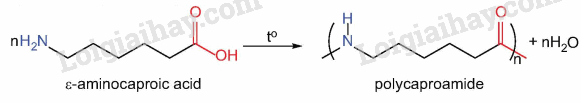 nH₂N OH O t° H N O n + nH₂O
ε-aminocaproic acid polycaproamide
Loigiaihay.com Loigiaihay.com